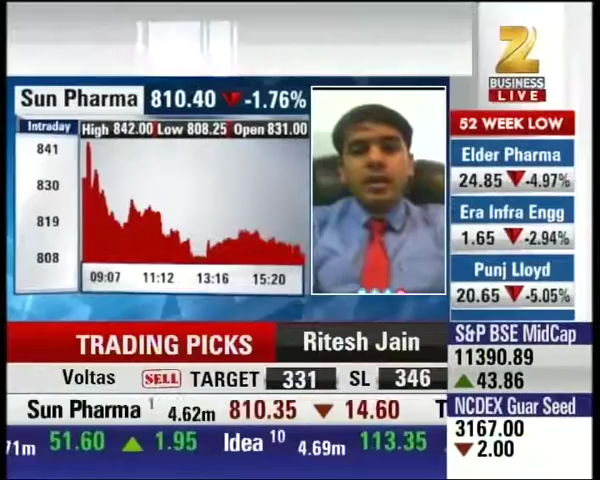 Z
BUSINESS
LIVE
Sun Pharma 810.40 -1.76%
Intraday High 842.00 Low 808.25 Open 831.00
841
830
819
808
09:07 11:12 13:16 15:20
52 WEEK LOW
Elder Pharma
24.85 -4.97%
Era Infra Engg
1.65 -2.94%
Punj Lloyd
20.65 -5.05%
TRADING PICKS Ritesh Jain
Voltas SELL TARGET 331 SL 346
S&P BSE MidCap
11390.89
43.86
NCDEX Guar Seed
3167.00
2.00
Sun Pharma 1 4.62m 810.35 14.60 T
71m 51.60 1.95 Idea 10 4.69m 113.35